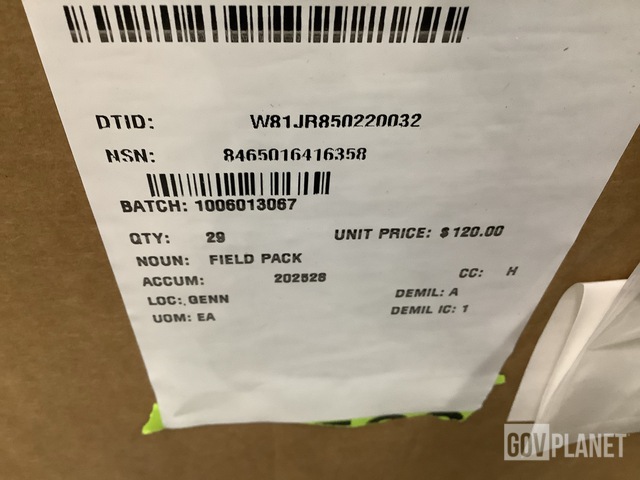 DTID: W81JR850220032
NSN: 8465016416358
BATCH: 1006013067
QTY: 29 UNIT PRICE: $120.00
NOUN: FIELD PACK
ACCUM: 202528 CC: H
LOC: GENN DEMIL: A
UOM: EA DEMIL IC: 1
GOVPLANET